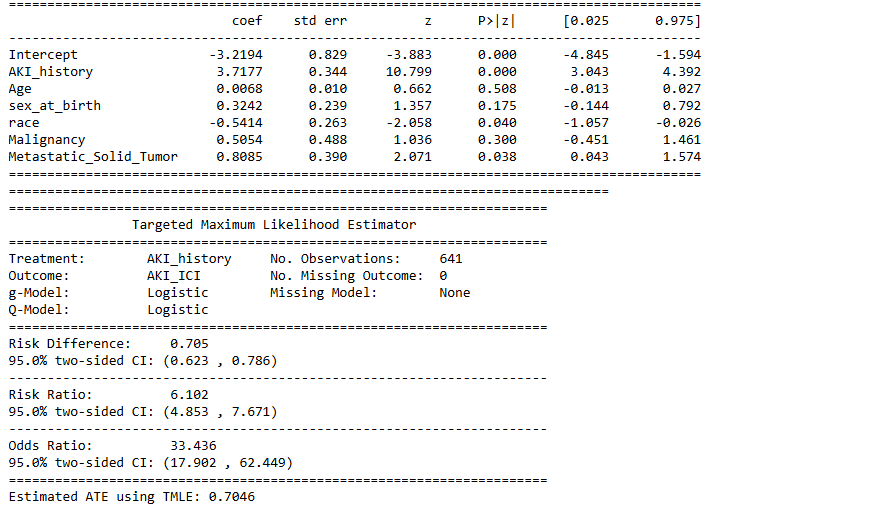 ==========================================================================================
coef std err z P>|z| [0.025 0.975]
------------------------------------------------------------------------------------------
Intercept -3.2194 0.829 -3.883 0.000 -4.845 -1.594
AKI_history 3.7177 0.344 10.799 0.000 3.043 4.392
Age 0.0068 0.010 0.662 0.508 -0.013 0.027
sex_at_birth 0.3242 0.239 1.357 0.175 -0.144 0.792
race -0.5414 0.263 -2.058 0.040 -1.057 -0.026
Malignancy 0.5054 0.488 1.036 0.300 -0.451 1.461
Metastatic_Solid_Tumor 0.8085 0.390 2.071 0.038 0.043 1.574
==========================================================================================
==============================================================================
======================================================================
Targeted Maximum Likelihood Estimator
======================================================================
Treatment: AKI_history No. Observations: 641
Outcome: AKI_ICI No. Missing Outcome: 0
g-Model: Logistic Missing Model: None
Q-Model: Logistic
======================================================================
Risk Difference: 0.705
95.0% two-sided CI: (0.623 , 0.786)
----------------------------------------------------------------------
Risk Ratio: 6.102
95.0% two-sided CI: (4.853 , 7.671)
----------------------------------------------------------------------
Odds Ratio: 33.436
95.0% two-sided CI: (17.902 , 62.449)
======================================================================
Estimated ATE using TMLE: 0.7046